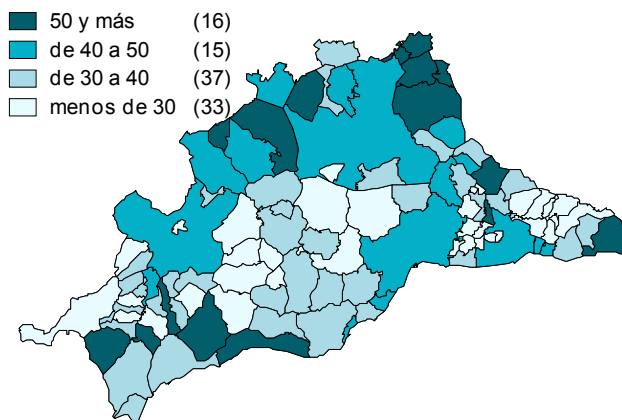 50 y más (16)
de 40 a 50 (15)
de 30 a 40 (37)
menos de 30 (33)